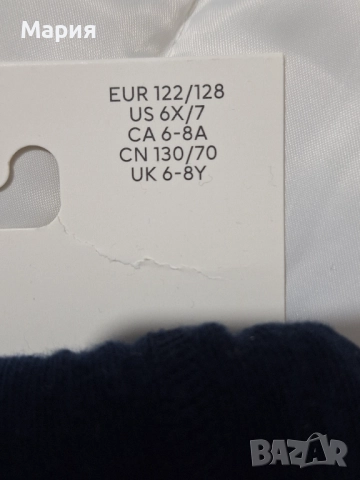 Мария
EUR 122/128
US 6X/7
CA 6-8A
CN 130/70
UK 6-8Y
BAZAR